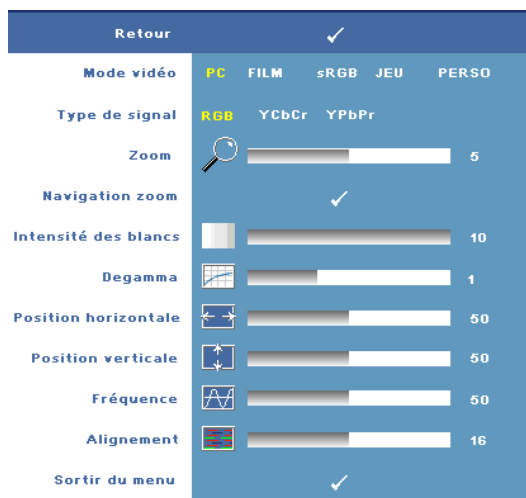 Retour
Mode vidéo PC FILM sRGB JEU PERSO
Type de signal RGB YCbCr YPbPr
Zoom 5
Navigation zoom
Intensité des blancs 10
Degamma 1
Position horizontale 50
Position verticale 50
Fréquence 50
Alignement 16
Sortir du menu